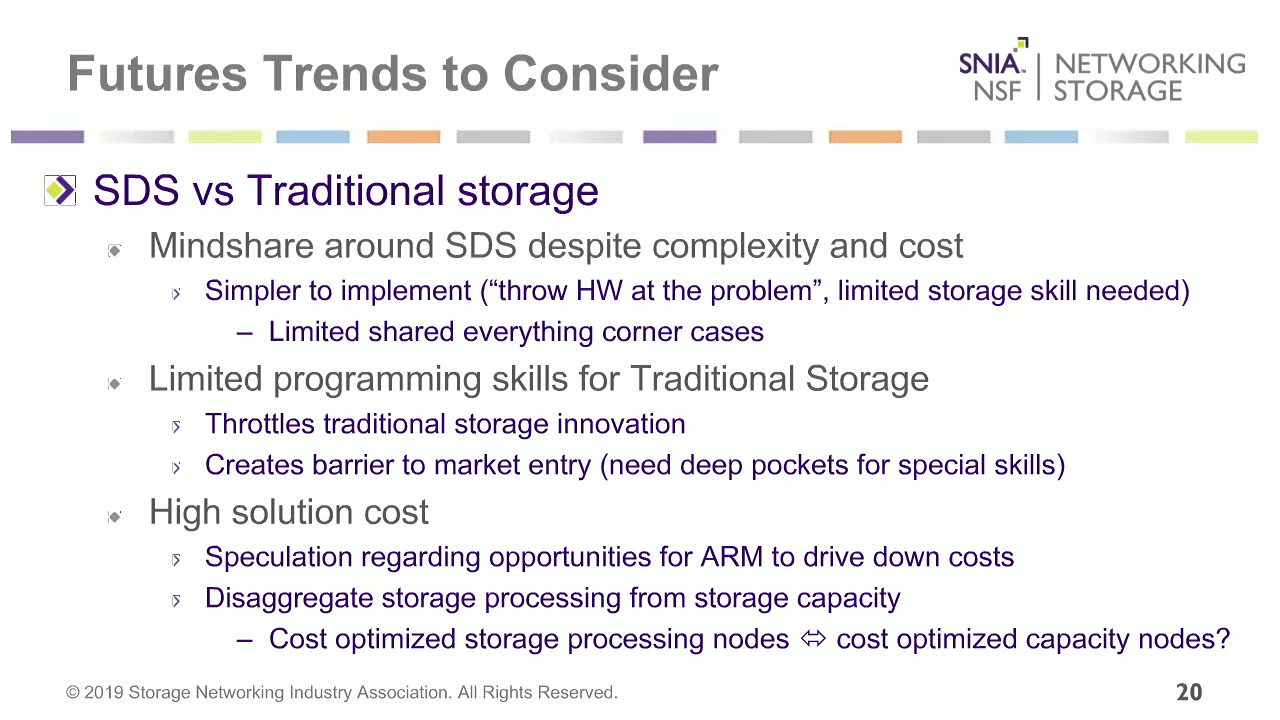 Futures Trends to Consider
SNIA™ | NETWORKING
NSF | STORAGE
SDS vs Traditional storage
Mindshare around SDS despite complexity and cost
Simpler to implement (“throw HW at the problem”, limited storage skill needed)
– Limited shared everything corner cases
Limited programming skills for Traditional Storage
Throttles traditional storage innovation
Creates barrier to market entry (need deep pockets for special skills)
High solution cost
Speculation regarding opportunities for ARM to drive down costs
Disaggregate storage processing from storage capacity
– Cost optimized storage processing nodes ⬄ cost optimized capacity nodes?
© 2019 Storage Networking Industry Association. All Rights Reserved.
20